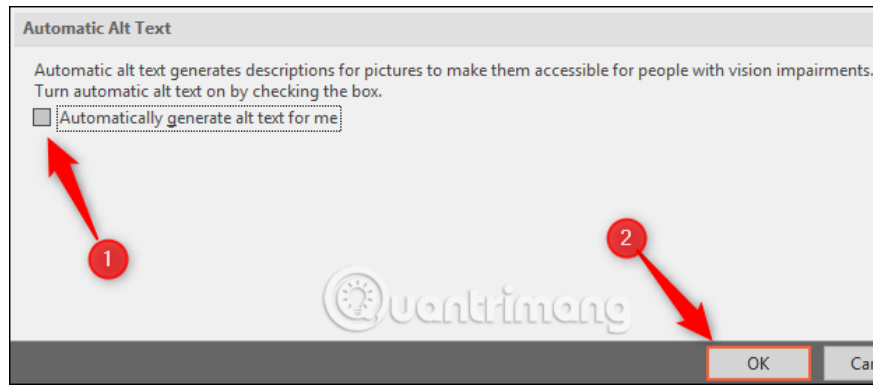 Automatic Alt Text
Automatic alt text generates descriptions for pictures to make them accessible for people with vision impairments.
Turn automatic alt text on by checking the box.
Automatically generate alt text for me
1
2
Quantrimang
OK
Can